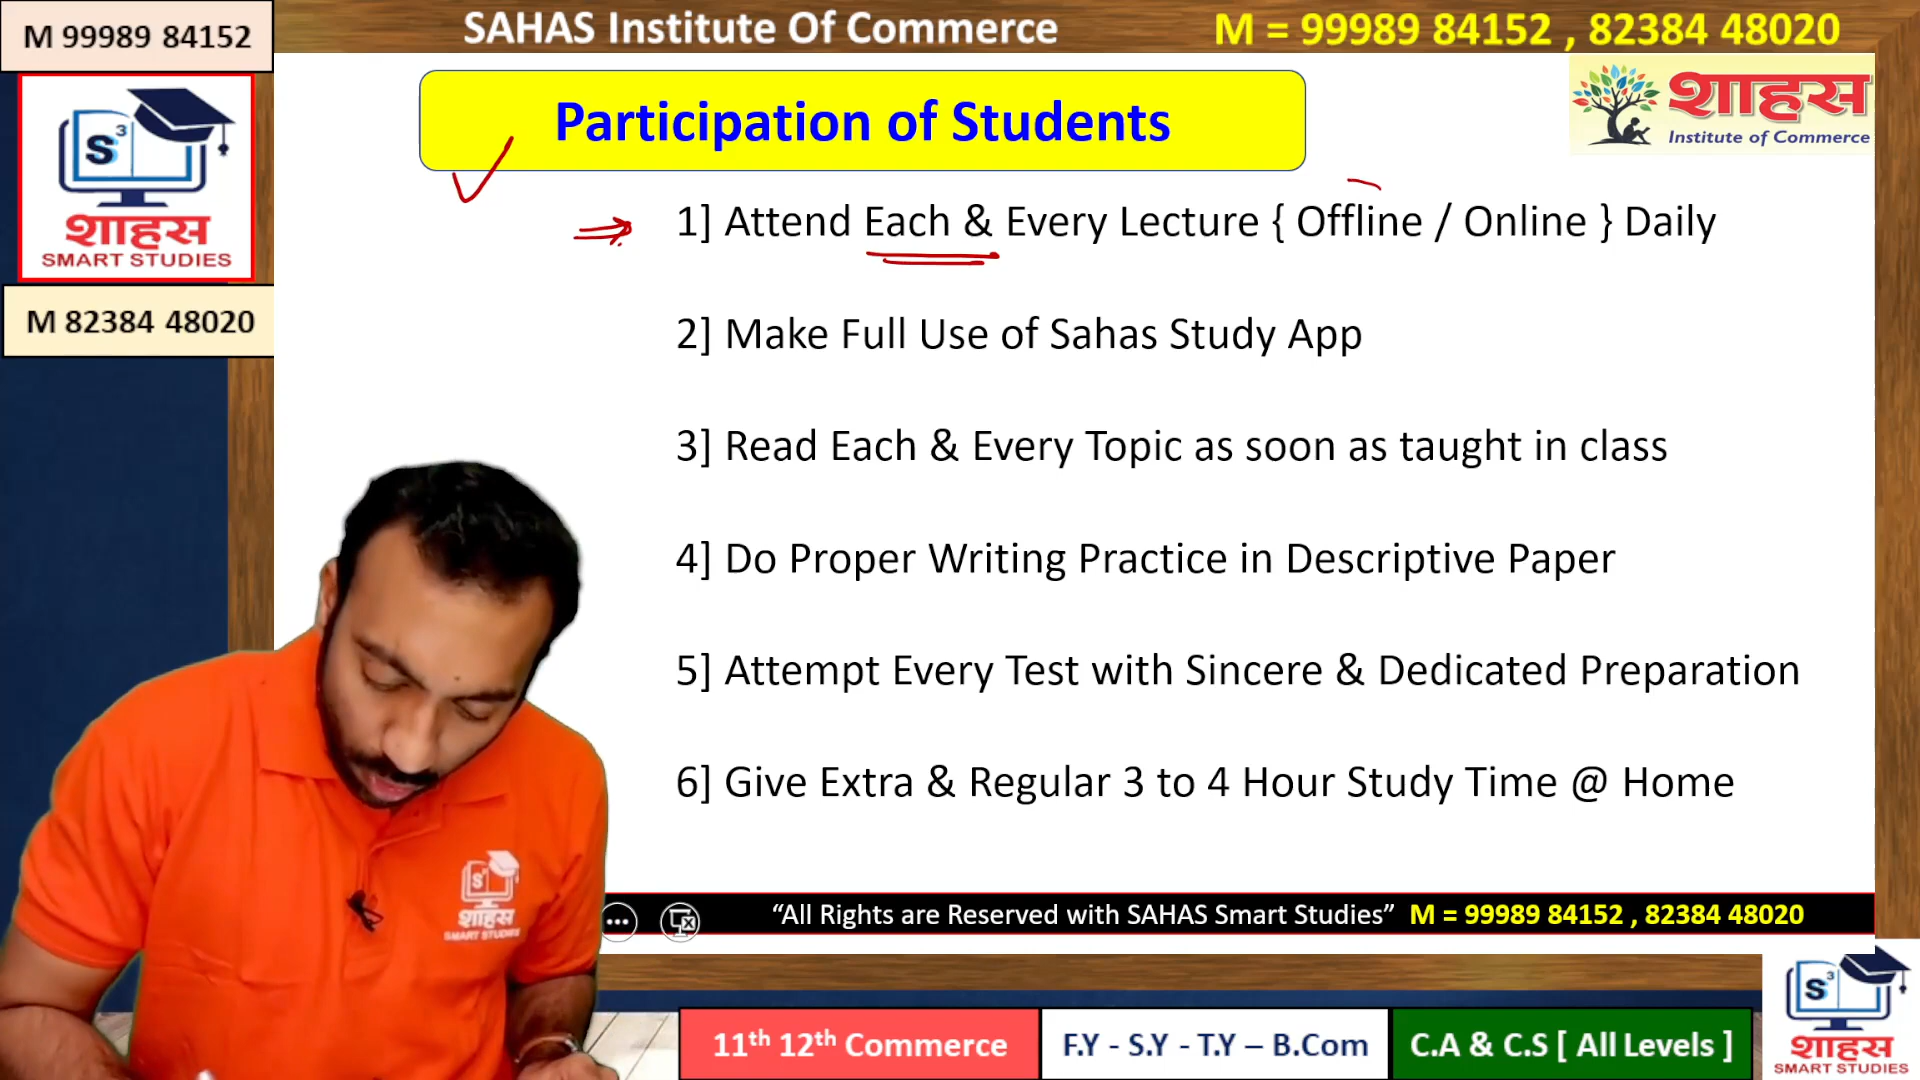 M 99989 84152
SAHAS Institute Of Commerce
M = 99989 84152 , 82384 48020
S3
शाहस
SMART STUDIES
M 82384 48020
शाहस
Institute of Commerce
Participation of Students
1] Attend Each & Every Lecture { Offline / Online } Daily
2] Make Full Use of Sahas Study App
3] Read Each & Every Topic as soon as taught in class
4] Do Proper Writing Practice in Descriptive Paper
5] Attempt Every Test with Sincere & Dedicated Preparation
6] Give Extra & Regular 3 to 4 Hour Study Time @ Home
S3
शाहस
SMART STUDIES
“All Rights are Reserved with SAHAS Smart Studies” M = 99989 84152 , 82384 48020
11th 12th Commerce
F.Y - S.Y - T.Y – B.Com
C.A & C.S [ All Levels ]
S3
शाहस
SMART STUDIES